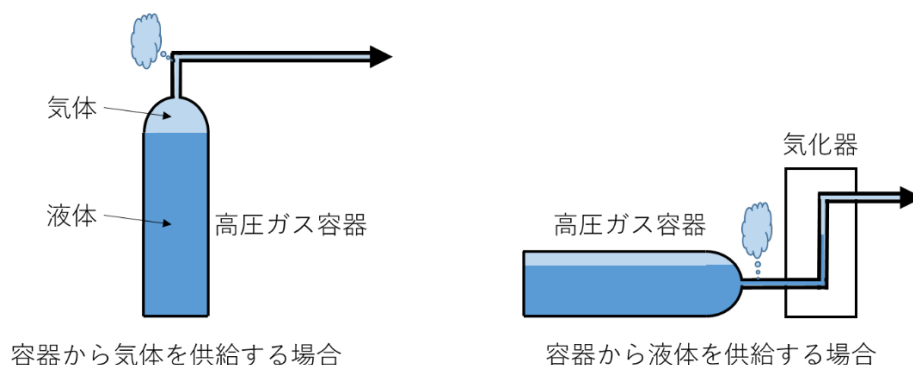 気体
液体
高圧ガス容器
容器から気体を供給する場合
気化器
高圧ガス容器
容器から液体を供給する場合